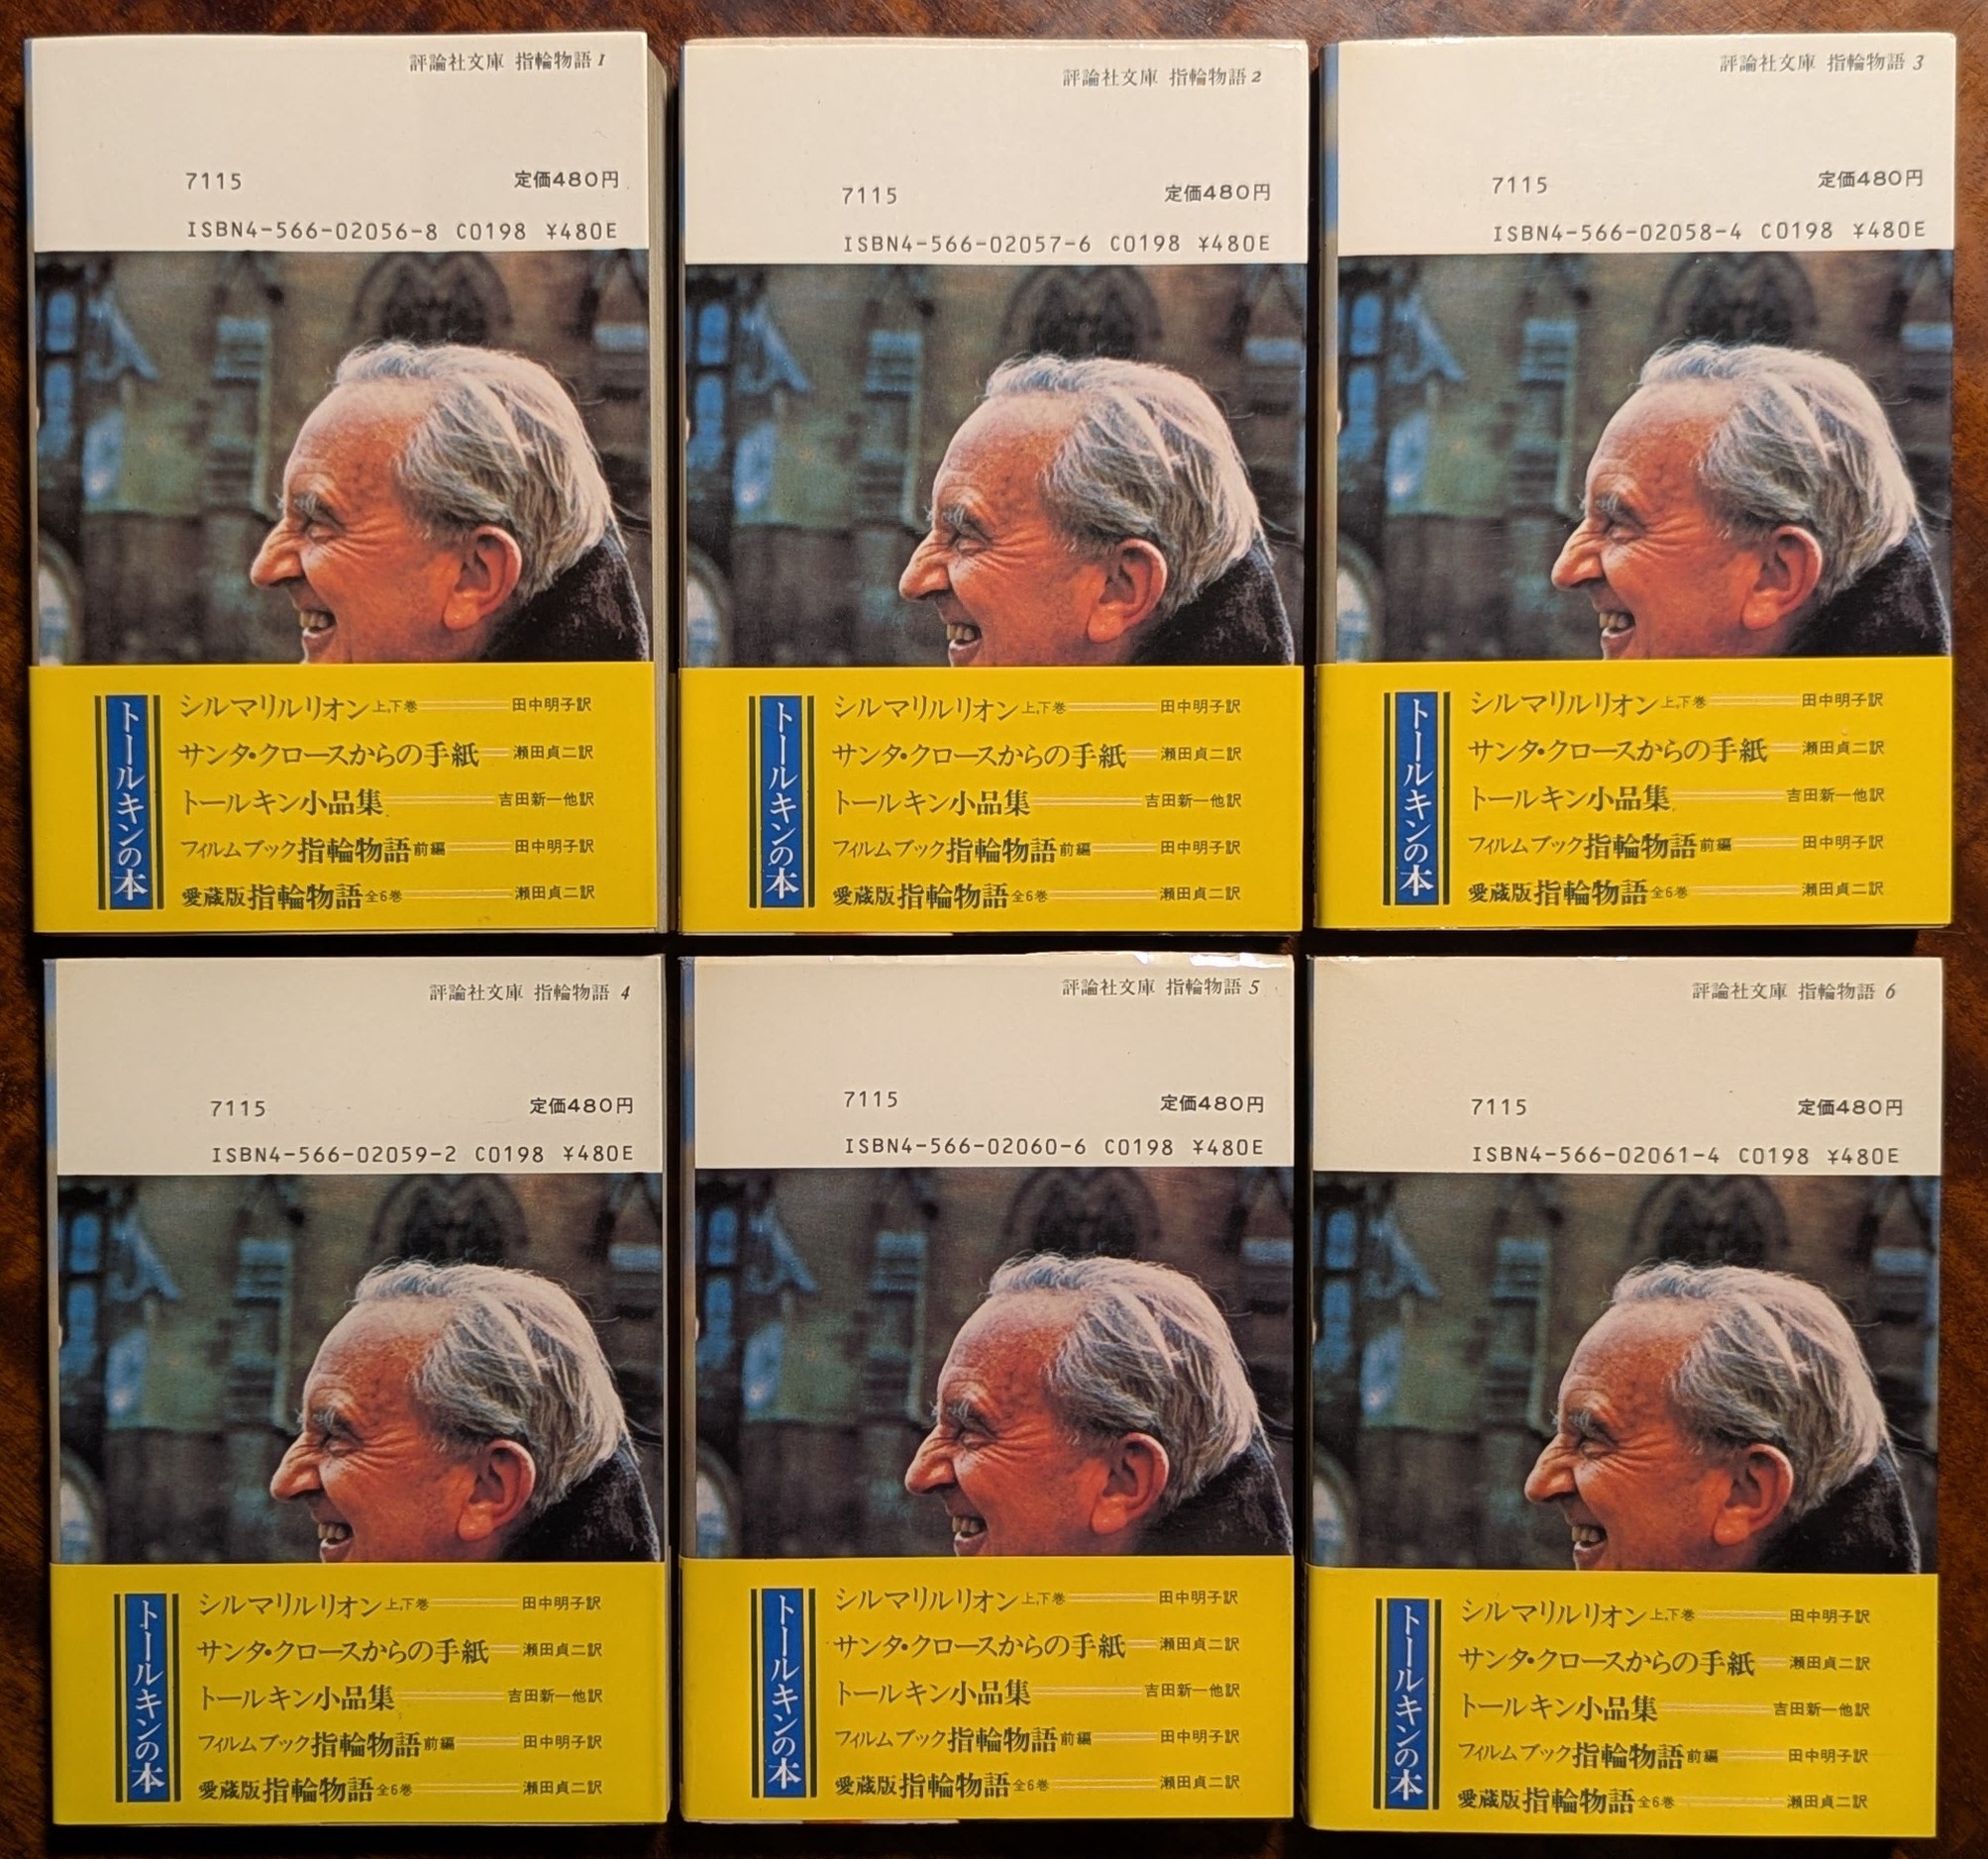 評論社文庫 指輪物語 1
7115 定価480円
ISBN4-566-02056-8 C0198 ¥480E
トールキンの本
シルマリルリオン 上,下巻 田中明子訳
サンタ・クロースからの手紙 瀬田貞二訳
トールキン小品集 吉田新一他訳
フィルムブック指輪物語 前編 田中明子訳
愛蔵版指輪物語 全6巻 瀬田貞二訳
評論社文庫 指輪物語 2
7115 定価480円
ISBN4-566-02057-6 C0198 ¥480E
トールキンの本
シルマリルリオン 上,下巻 田中明子訳
サンタ・クロースからの手紙 瀬田貞二訳
トールキン小品集 吉田新一他訳
フィルムブック指輪物語 前編 田中明子訳
愛蔵版指輪物語 全6巻 瀬田貞二訳
評論社文庫 指輪物語 3
7115 定価480円
ISBN4-566-02058-4 C0198 ¥480E
トールキンの本
シルマリルリオン 上,下巻 田中明子訳
サンタ・クロースからの手紙 瀬田貞二訳
トールキン小品集 吉田新一他訳
フィルムブック指輪物語 前編 田中明子訳
愛蔵版指輪物語 全6巻 瀬田貞二訳
評論社文庫 指輪物語 4
7115 定価480円
ISBN4-566-02059-2 C0198 ¥480E
トールキンの本
シルマリルリオン 上,下巻 田中明子訳
サンタ・クロースからの手紙 瀬田貞二訳
トールキン小品集 吉田新一他訳
フィルムブック指輪物語 前編 田中明子訳
愛蔵版指輪物語 全6巻 瀬田貞二訳
評論社文庫 指輪物語 5
7115 定価480円
ISBN4-566-02060-6 C0198 ¥480E
トールキンの本
シルマリルリオン 上,下巻 田中明子訳
サンタ・クロースからの手紙 瀬田貞二訳
トールキン小品集 吉田新一他訳
フィルムブック指輪物語 前編 田中明子訳
愛蔵版指輪物語 全6巻 瀬田貞二訳
評論社文庫 指輪物語 6
7115 定価480円
ISBN4-566-02061-4 C0198 ¥480E
トールキンの本
シルマリルリオン 上,下巻 田中明子訳
サンタ・クロースからの手紙 瀬田貞二訳
トールキン小品集 吉田新一他訳
フィルムブック指輪物語 前編 田中明子訳
愛蔵版指輪物語 全6巻 瀬田貞二訳